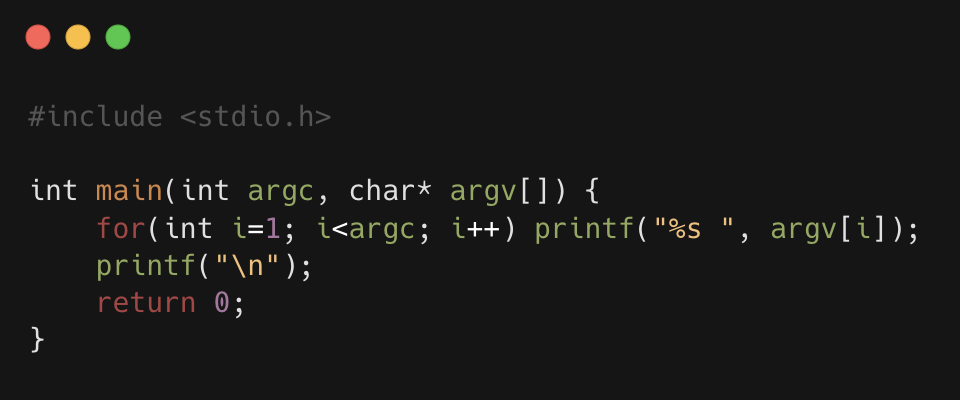 #include <stdio.h>

int main(int argc, char* argv[]) {
    for(int i=1; i<argc; i++) printf("%s ", argv[i]);
    printf("\n");
    return 0;
}